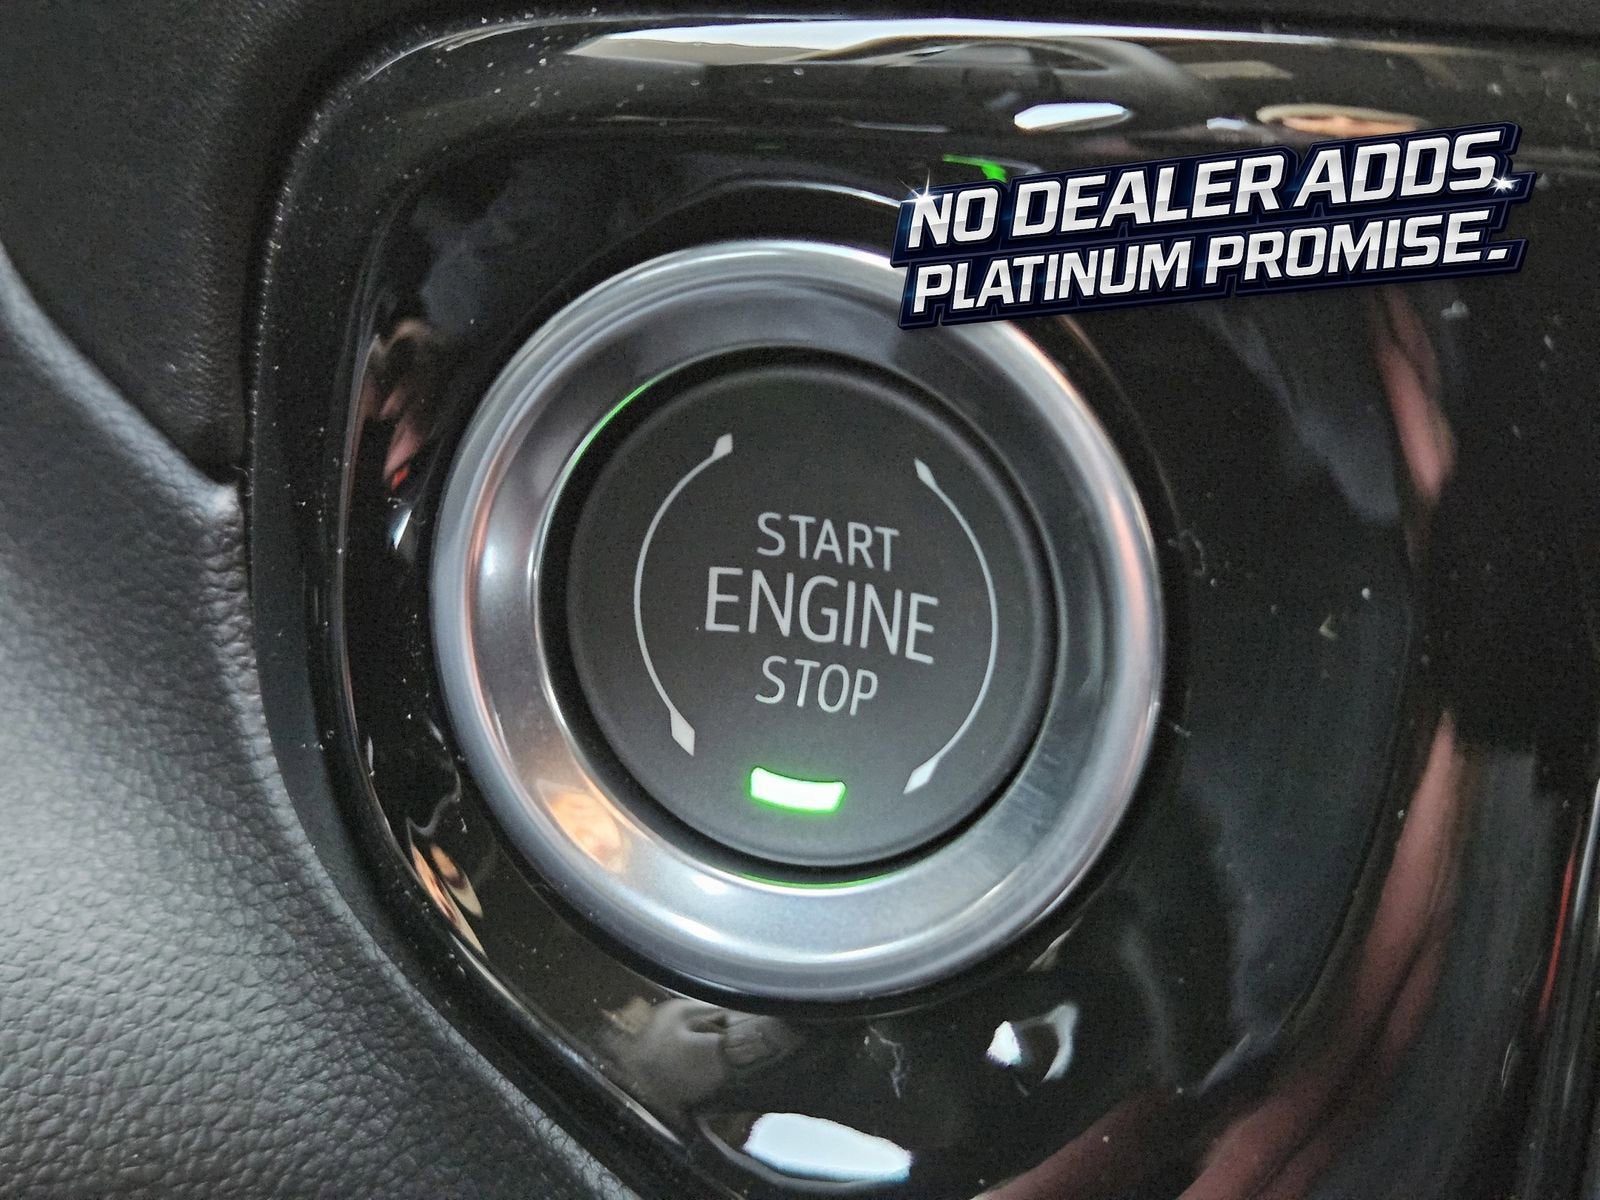 NO DEALER ADDS.
PLATINUM PROMISE.
START
ENGINE
STOP